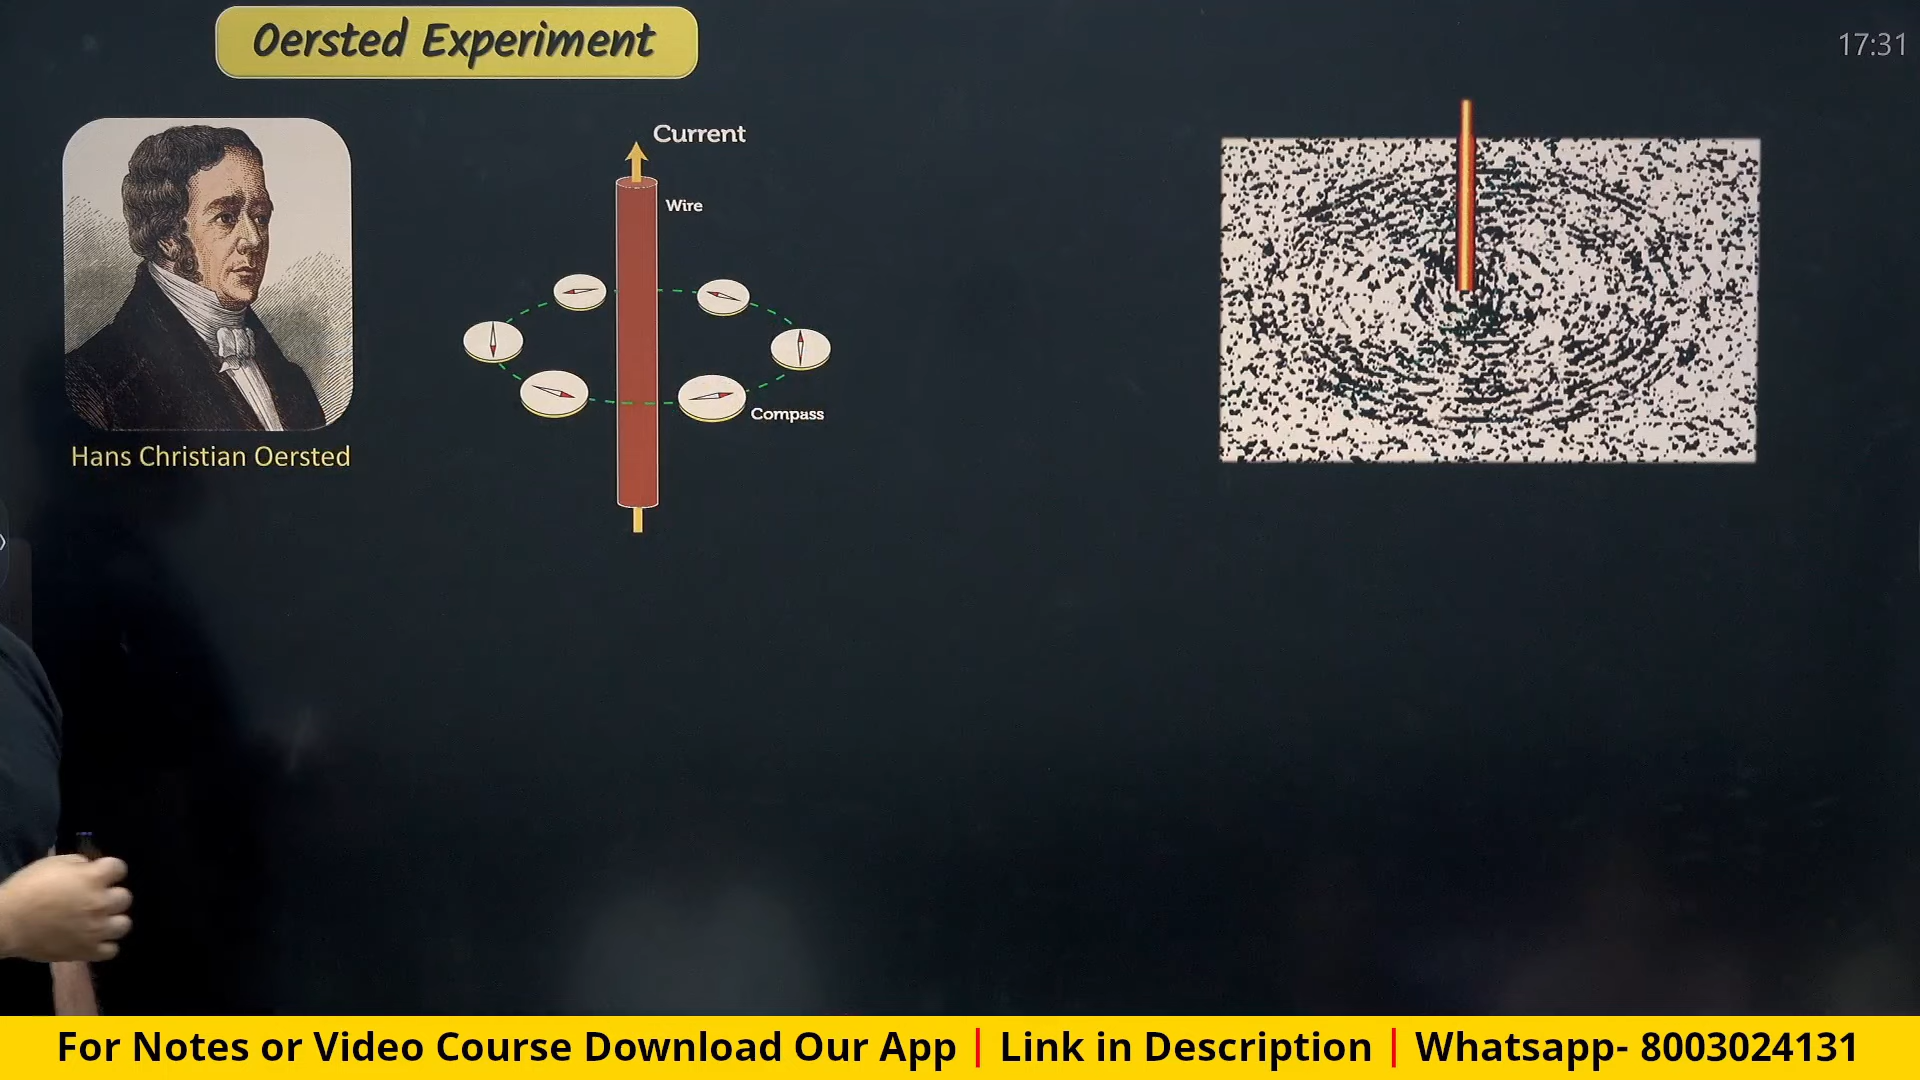 Oersted Experiment
17:31
Current
Wire
Compass
Hans Christian Oersted
For Notes or Video Course Download Our App | Link in Description | Whatsapp- 8003024131